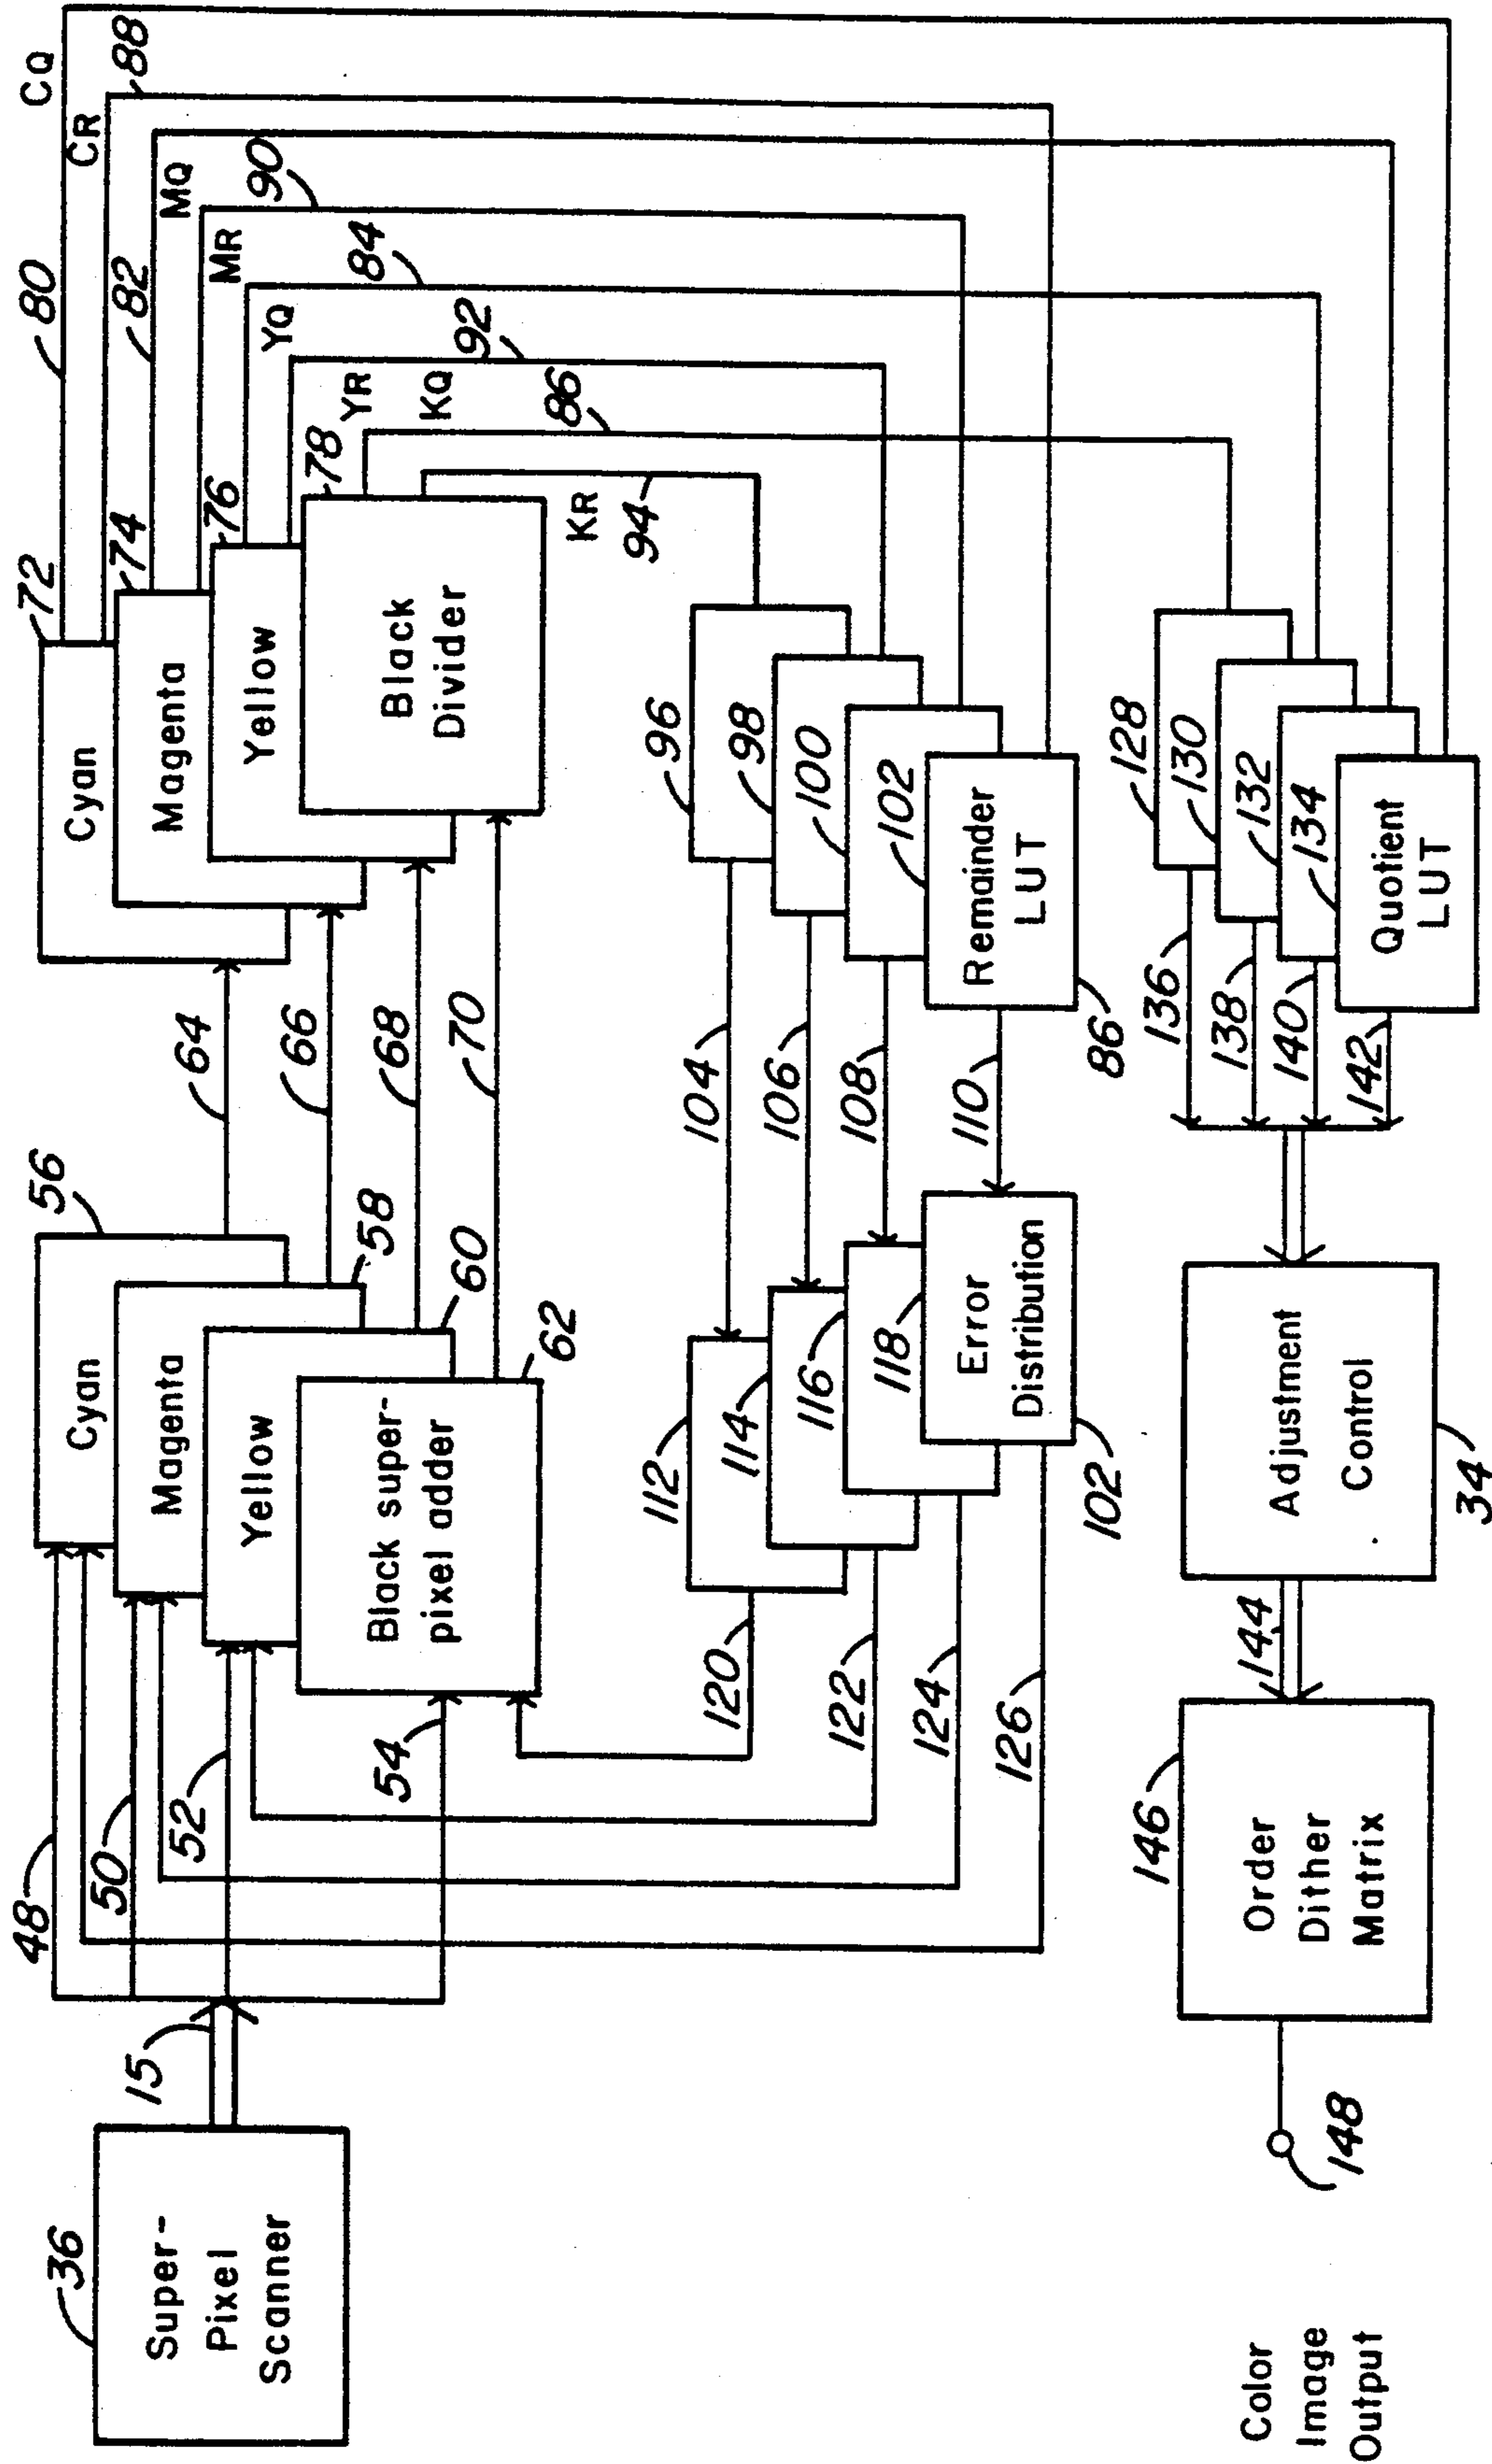 36
Super-
Pixel
Scanner
15
48
50
52
54
Cyan
56
Magenta
58
Yellow
60
Black super-
pixel adder
62
64
66
68
70
Cyan
72
Magenta
74
Yellow
76
Black
Divider
78
80
CQ
CR
88
82
MQ
MR
90
84
YQ
YR
92
KQ
86
KR
94
96
98
100
102
Remainder
LUT
86
104
106
108
110
112
114
116
118
Error
Distribution
102
120
122
124
126
128
130
132
134
Quotient
LUT
136
138
140
142
Adjustment
Control
34
144
146
Order
Dither
Matrix
148
Color
Image
Output